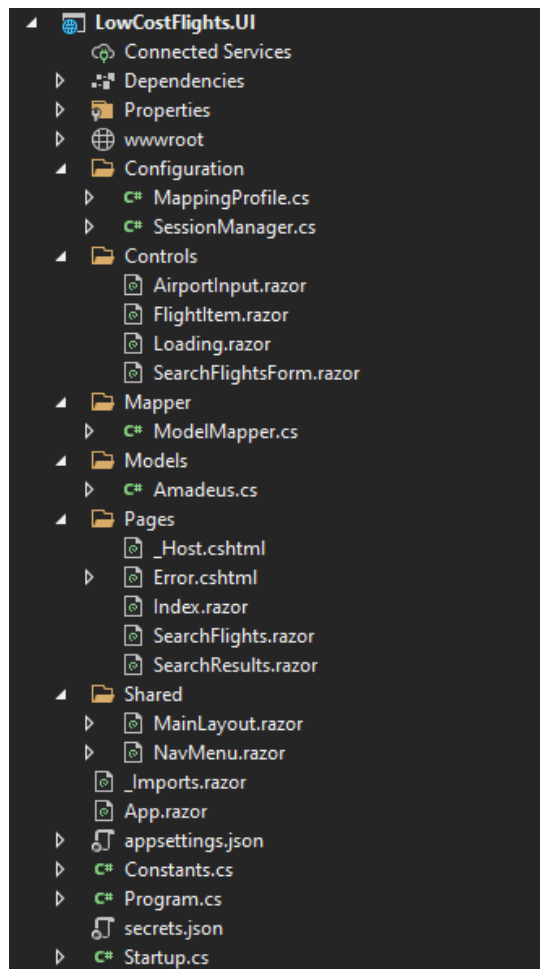 LowCostFlights.UI
Connected Services
Dependencies
Properties
wwwroot
Configuration
C# MappingProfile.cs
C# SessionManager.cs
Controls
AirportInput.razor
FlightItem.razor
Loading.razor
SearchFlightsForm.razor
Mapper
C# ModelMapper.cs
Models
C# Amadeus.cs
Pages
_Host.cshtml
Error.cshtml
Index.razor
SearchFlights.razor
SearchResults.razor
Shared
MainLayout.razor
NavMenu.razor
_Imports.razor
App.razor
appsettings.json
C# Constants.cs
C# Program.cs
secrets.json
C# Startup.cs